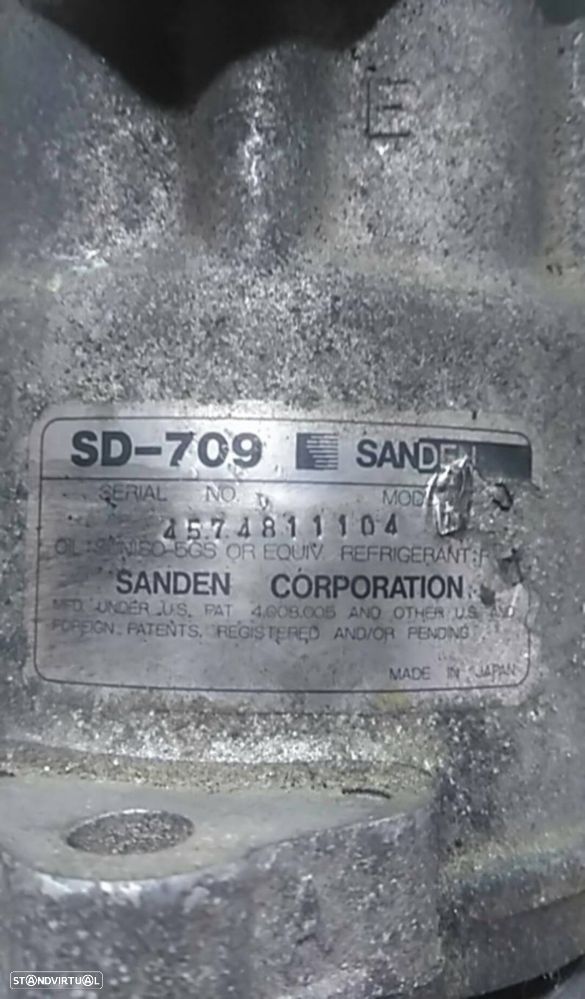 E
SD-709 SANDEN
SERIAL NO. MOD
4574811104
OIL: SUNISO-5GS OR EQUIV. REFRIGERANT:
SANDEN CORPORATION
MFD. UNDER U.S. PAT. 4,008,005 AND OTHER U.S. AND
FOREIGN PATENTS, REGISTERED AND/OR PENDING
MADE IN JAPAN
STANDVIRTUAL